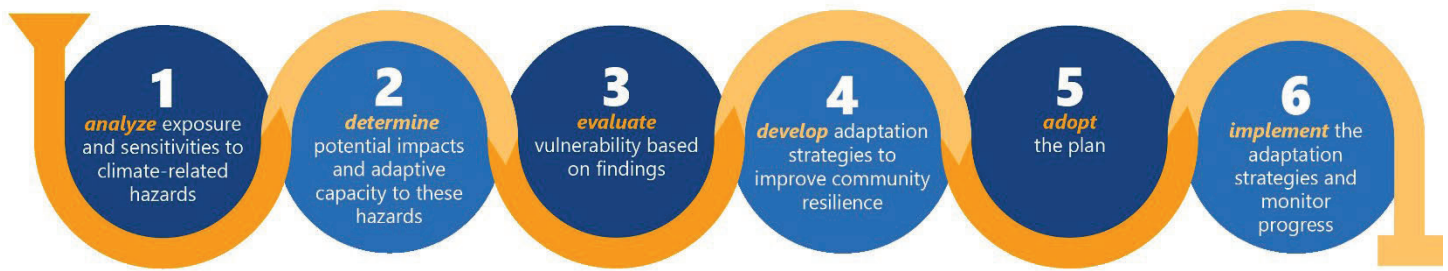 1
analyze exposure
and sensitivities to
climate-related
hazards
2
determine
potential impacts
and adaptive
capacity to these
hazards
3
evaluate
vulnerability based
on findings
4
develop adaptation
strategies to
improve community
resilience
5
adopt
the plan
6
implement the
adaptation
strategies and
monitor
progress